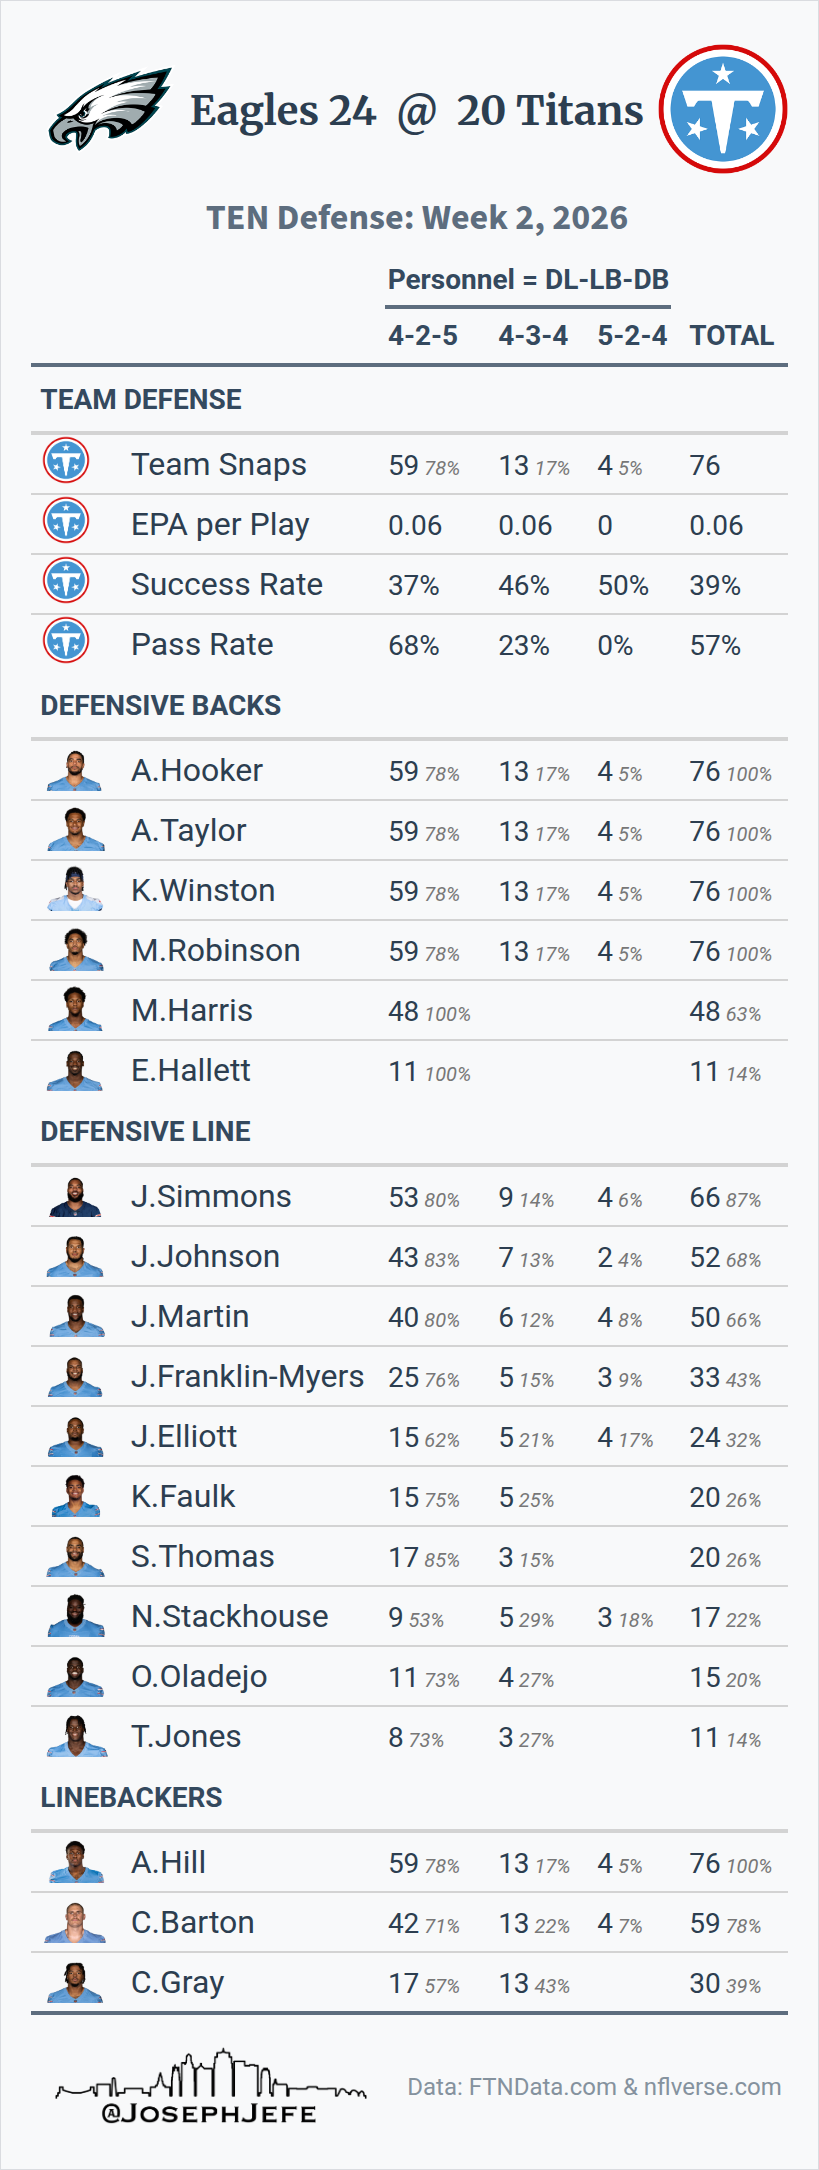 Eagles 24 @ 20 Titans
TEN Defense: Week 2, 2026
Personnel = DL-LB-DB
4-2-5 4-3-4 5-2-4 TOTAL
TEAM DEFENSE
Team Snaps 59 78% 13 17% 4 5% 76
EPA per Play 0.06 0.06 0 0.06
Success Rate 37% 46% 50% 39%
Pass Rate 68% 23% 0% 57%
DEFENSIVE BACKS
A.Hooker 59 78% 13 17% 4 5% 76 100%
A.Taylor 59 78% 13 17% 4 5% 76 100%
K.Winston 59 78% 13 17% 4 5% 76 100%
M.Robinson 59 78% 13 17% 4 5% 76 100%
M.Harris 48 100% 48 63%
E.Hallett 11 100% 11 14%
DEFENSIVE LINE
J.Simmons 53 80% 9 14% 4 6% 66 87%
J.Johnson 43 83% 7 13% 2 4% 52 68%
J.Martin 40 80% 6 12% 4 8% 50 66%
J.Franklin-Myers 25 76% 5 15% 3 9% 33 43%
J.Elliott 15 62% 5 21% 4 17% 24 32%
K.Faulk 15 75% 5 25% 20 26%
S.Thomas 17 85% 3 15% 20 26%
N.Stackhouse 9 53% 5 29% 3 18% 17 22%
O.Oladejo 11 73% 4 27% 15 20%
T.Jones 8 73% 3 27% 11 14%
LINEBACKERS
A.Hill 59 78% 13 17% 4 5% 76 100%
C.Barton 42 71% 13 22% 4 7% 59 78%
C.Gray 17 57% 13 43% 30 39%
@JosephJefe
Data: FTNData.com & nflverse.com